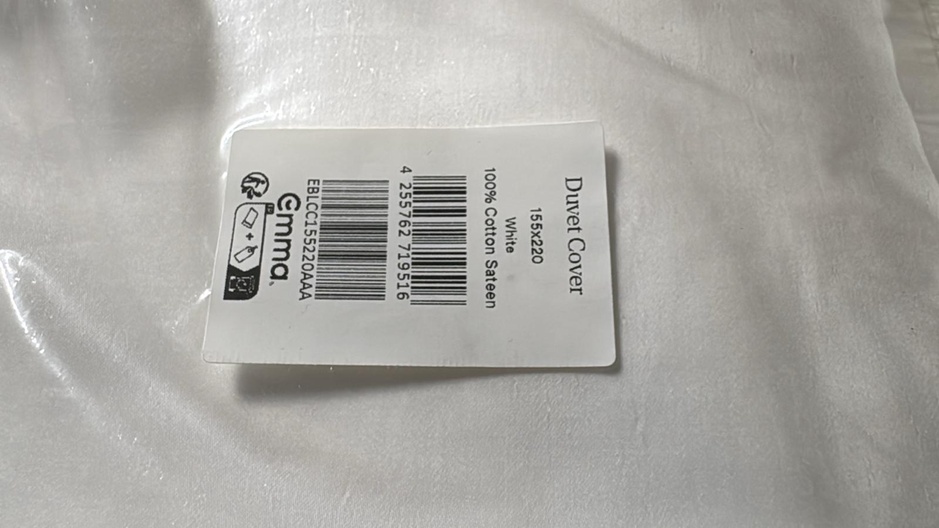 Duvet Cover
155x220
White
100% Cotton Sateen
4 255762 719516
EBLCC155220AAA
emma